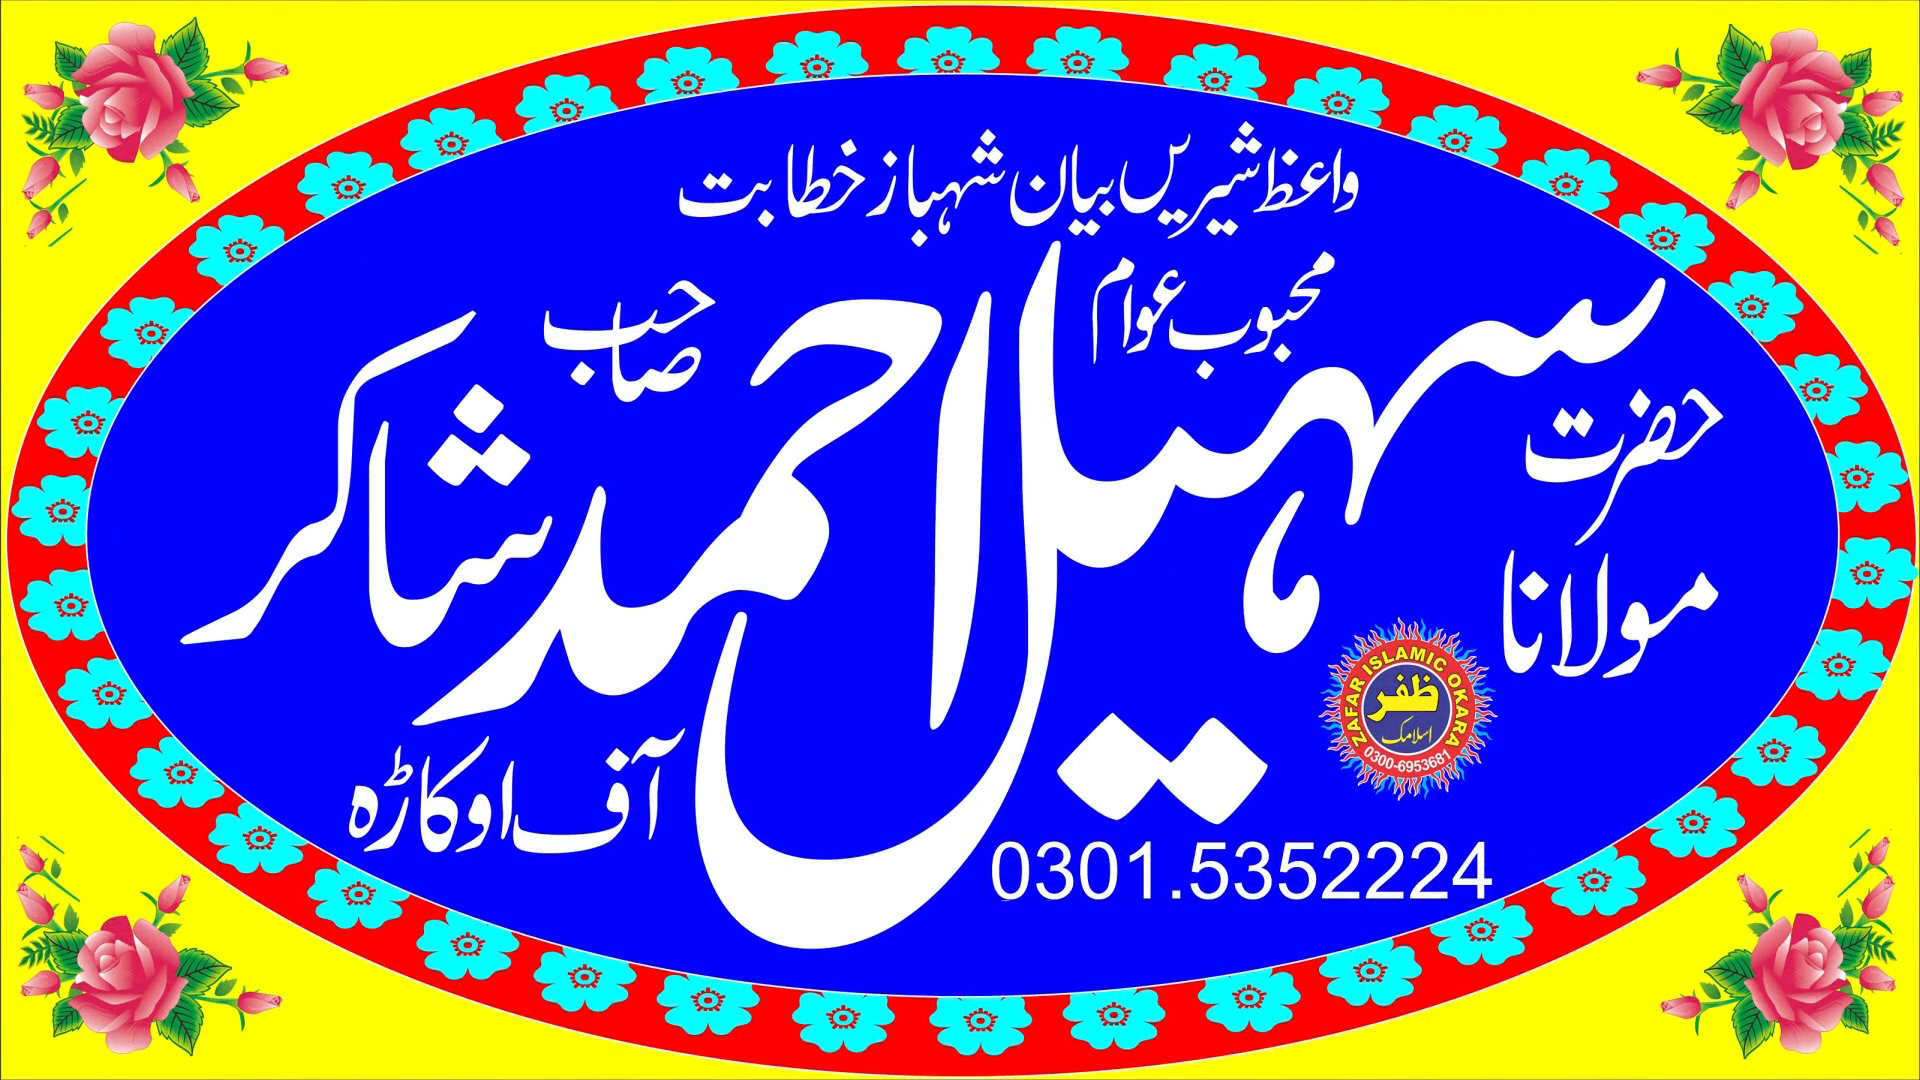 واعظ شیریں بیان شہباز خطابت
محبوب عوام
حضرت
مولانا
سہیل احمد شاکر
صاحب
آف اوکاڑہ
ZAFAR ISLAMIC OKARA
ظفر
اسلامک
0300-6953681
0301.5352224